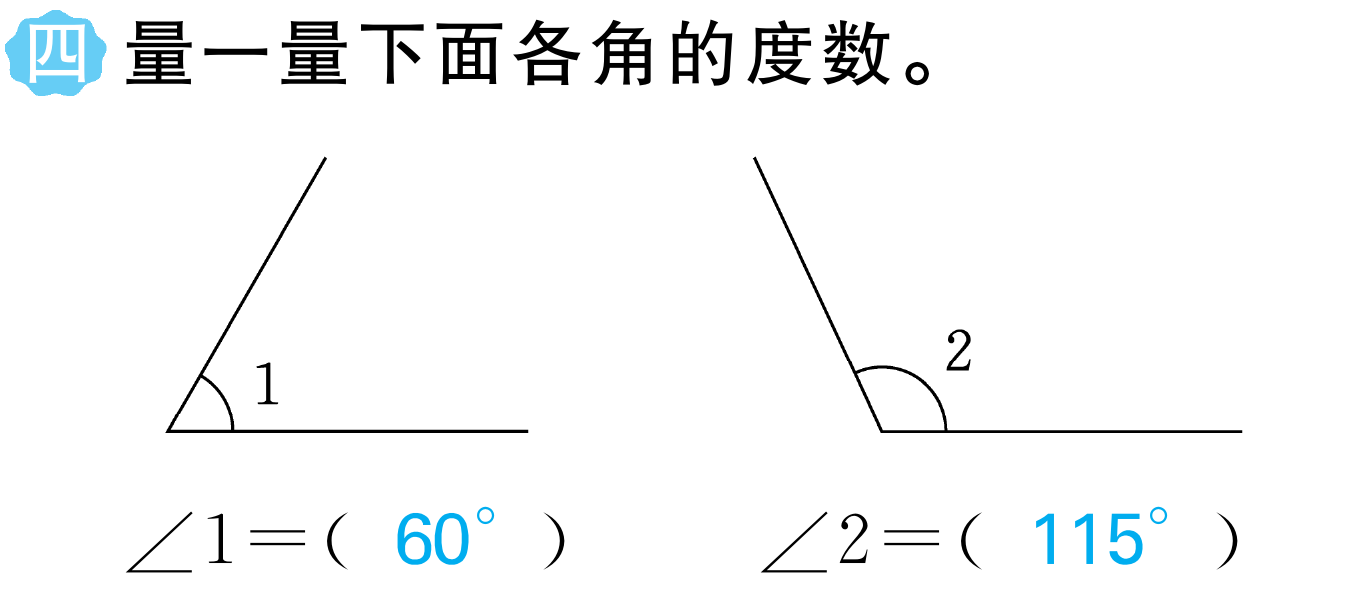 四 量一量下面各角的度数。
1 2
∠1=( 60° ) ∠2=( 115° )